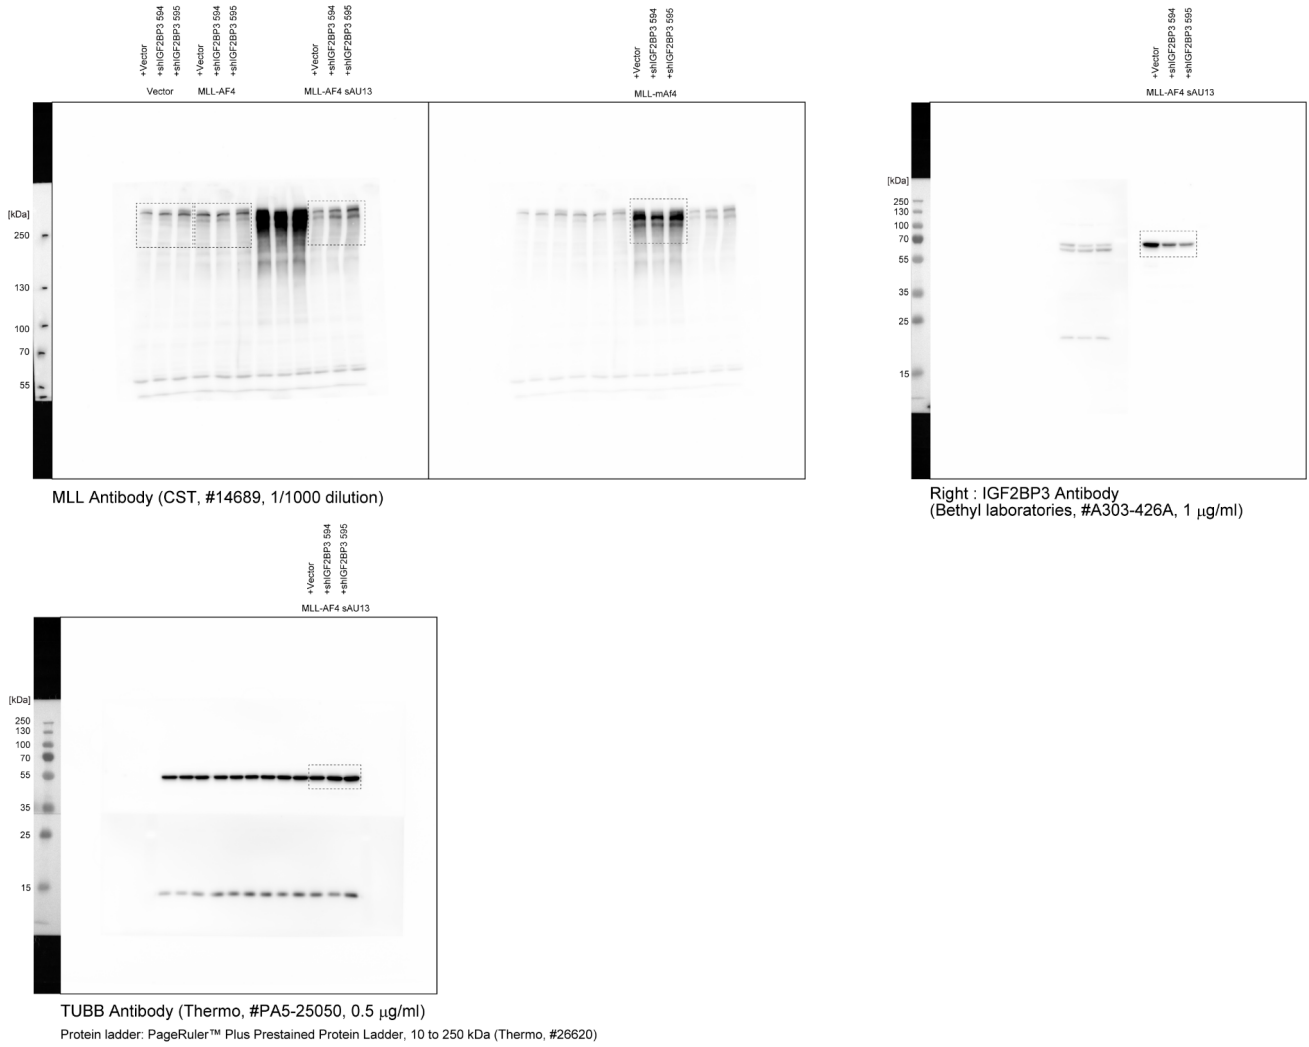 +Vector
+shIGF2BP3 594
+shIGF2BP3 595
+Vector
+shIGF2BP3 594
+shIGF2BP3 595
+Vector
+shIGF2BP3 594
+shIGF2BP3 595
Vector MLL-AF4 MLL-AF4 sAU13
+Vector
+shIGF2BP3 594
+shIGF2BP3 595
MLL-mAf4
[kDa]
250
130
100
70
55
MLL Antibody (CST, #14689, 1/1000 dilution)
+Vector
+shIGF2BP3 594
+shIGF2BP3 595
MLL-AF4 sAU13
[kDa]
250
130
100
70
55
35
25
15
Right : IGF2BP3 Antibody
(Bethyl laboratories, #A303-426A, 1 μg/ml)
+Vector
+shIGF2BP3 594
+shIGF2BP3 595
MLL-AF4 sAU13
[kDa]
250
130
100
70
55
35
25
15
TUBB Antibody (Thermo, #PA5-25050, 0.5 μg/ml)
Protein ladder: PageRuler™ Plus Prestained Protein Ladder, 10 to 250 kDa (Thermo, #26620)